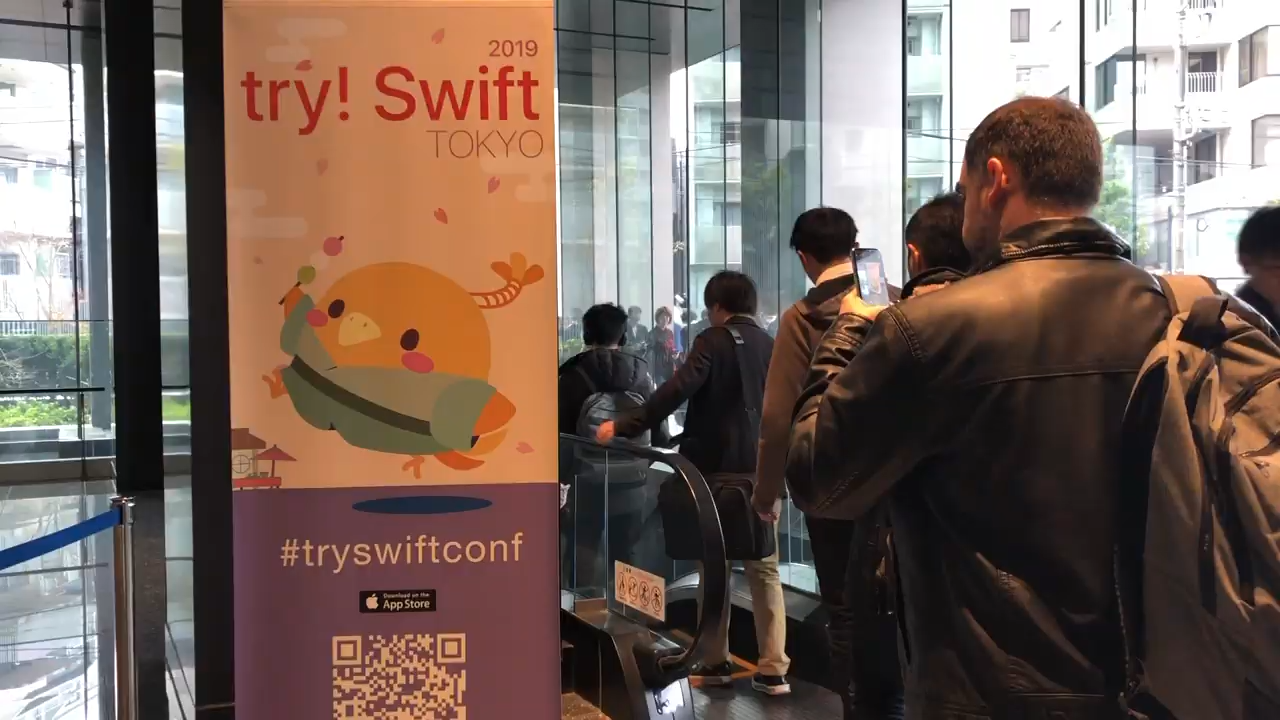 2019
try! Swift
TOKYO
#tryswiftconf
Download on the
App Store